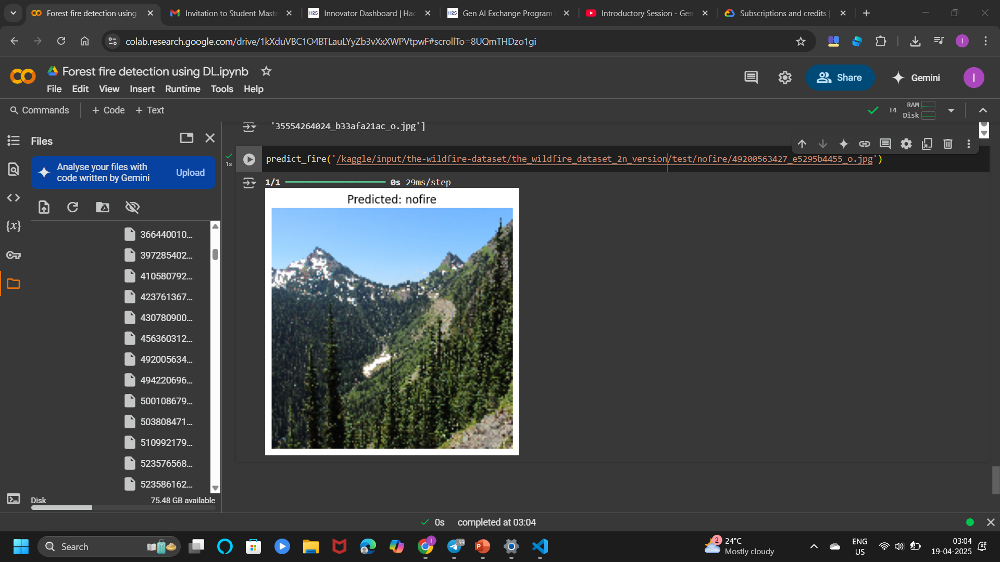 Forest fire detection using
Invitation to Student Maste
Innovator Dashboard | Hac
Gen AI Exchange Program
Introductory Session - Gen
Subscriptions and credits |
colab.research.google.com/drive/1kXduVBC1O4BTLauLYyZb3vXxXWPVtpwF#scrollTo=8UQmTHDzo1gi
I
CO Forest fire detection using DL.ipynb
File Edit View Insert Runtime Tools Help
Share
Gemini
I
Commands + Code + Text
T4 RAM
Disk
Files
Analyse your files with
code written by Gemini
Upload
366440010...
397285402...
410580792...
423761367...
430780900...
456360312...
492005634...
494220696...
500108679...
503808471...
510992179...
523576568...
523586162...
Disk 75.48 GB available
'35554264024_b33afa21ac_o.jpg']
1s
predict_fire('/kaggle/input/the-wildfire-dataset/the_wildfire_dataset_2n_version/test/nofire/49200563427_e5295b4455_o.jpg')
1/1 0s 29ms/step
Predicted: nofire
0s completed at 03:04
Search
I
.99
P
2
24°C
Mostly cloudy
ENG
US
03:04
19-04-2025